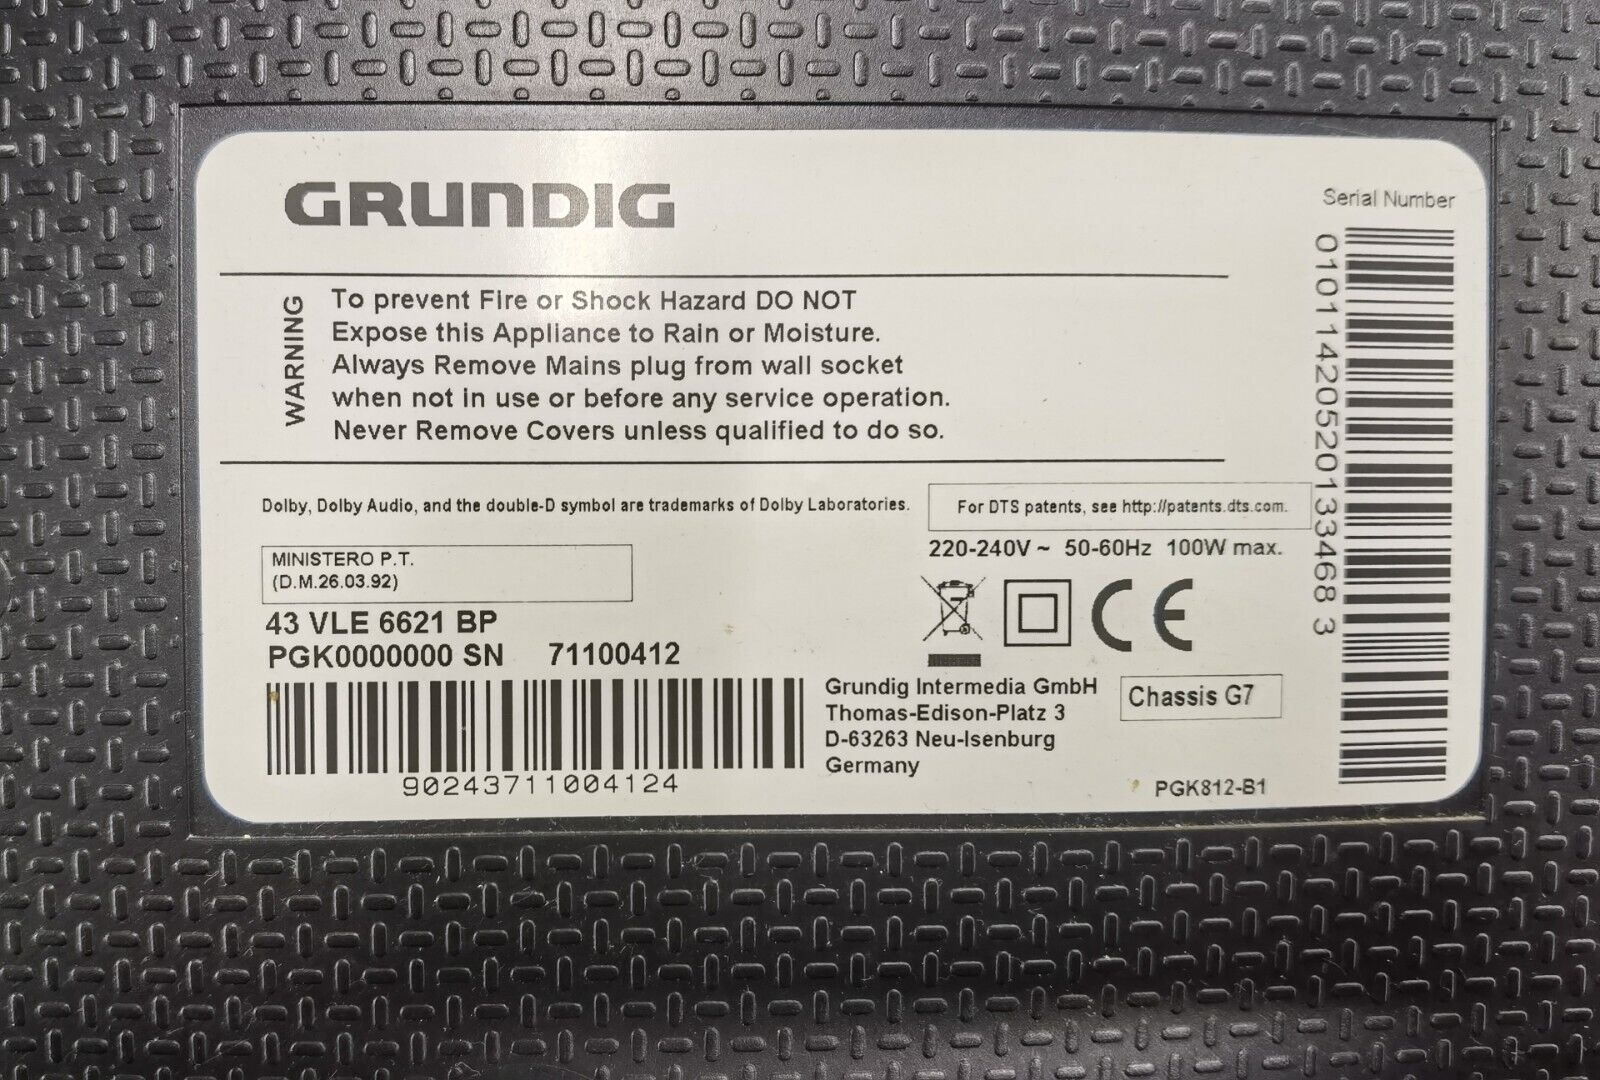 GRUNDIG
Serial Number
WARNING
To prevent Fire or Shock Hazard DO NOT
Expose this Appliance to Rain or Moisture.
Always Remove Mains plug from wall socket
when not in use or before any service operation.
Never Remove Covers unless qualified to do so.
Dolby, Dolby Audio, and the double-D symbol are trademarks of Dolby Laboratories.
For DTS patents, see http://patents.dts.com.
220-240V ~ 50-60Hz 100W max.
MINISTERO P.T.
(D.M.26.03.92)
43 VLE 6621 BP
PGK0000000 SN 71100412
90243711004124
CE
Grundig Intermedia GmbH
Thomas-Edison-Platz 3
D-63263 Neu-Isenburg
Germany
Chassis G7
PGK812-B1
0101142052013​3468 3